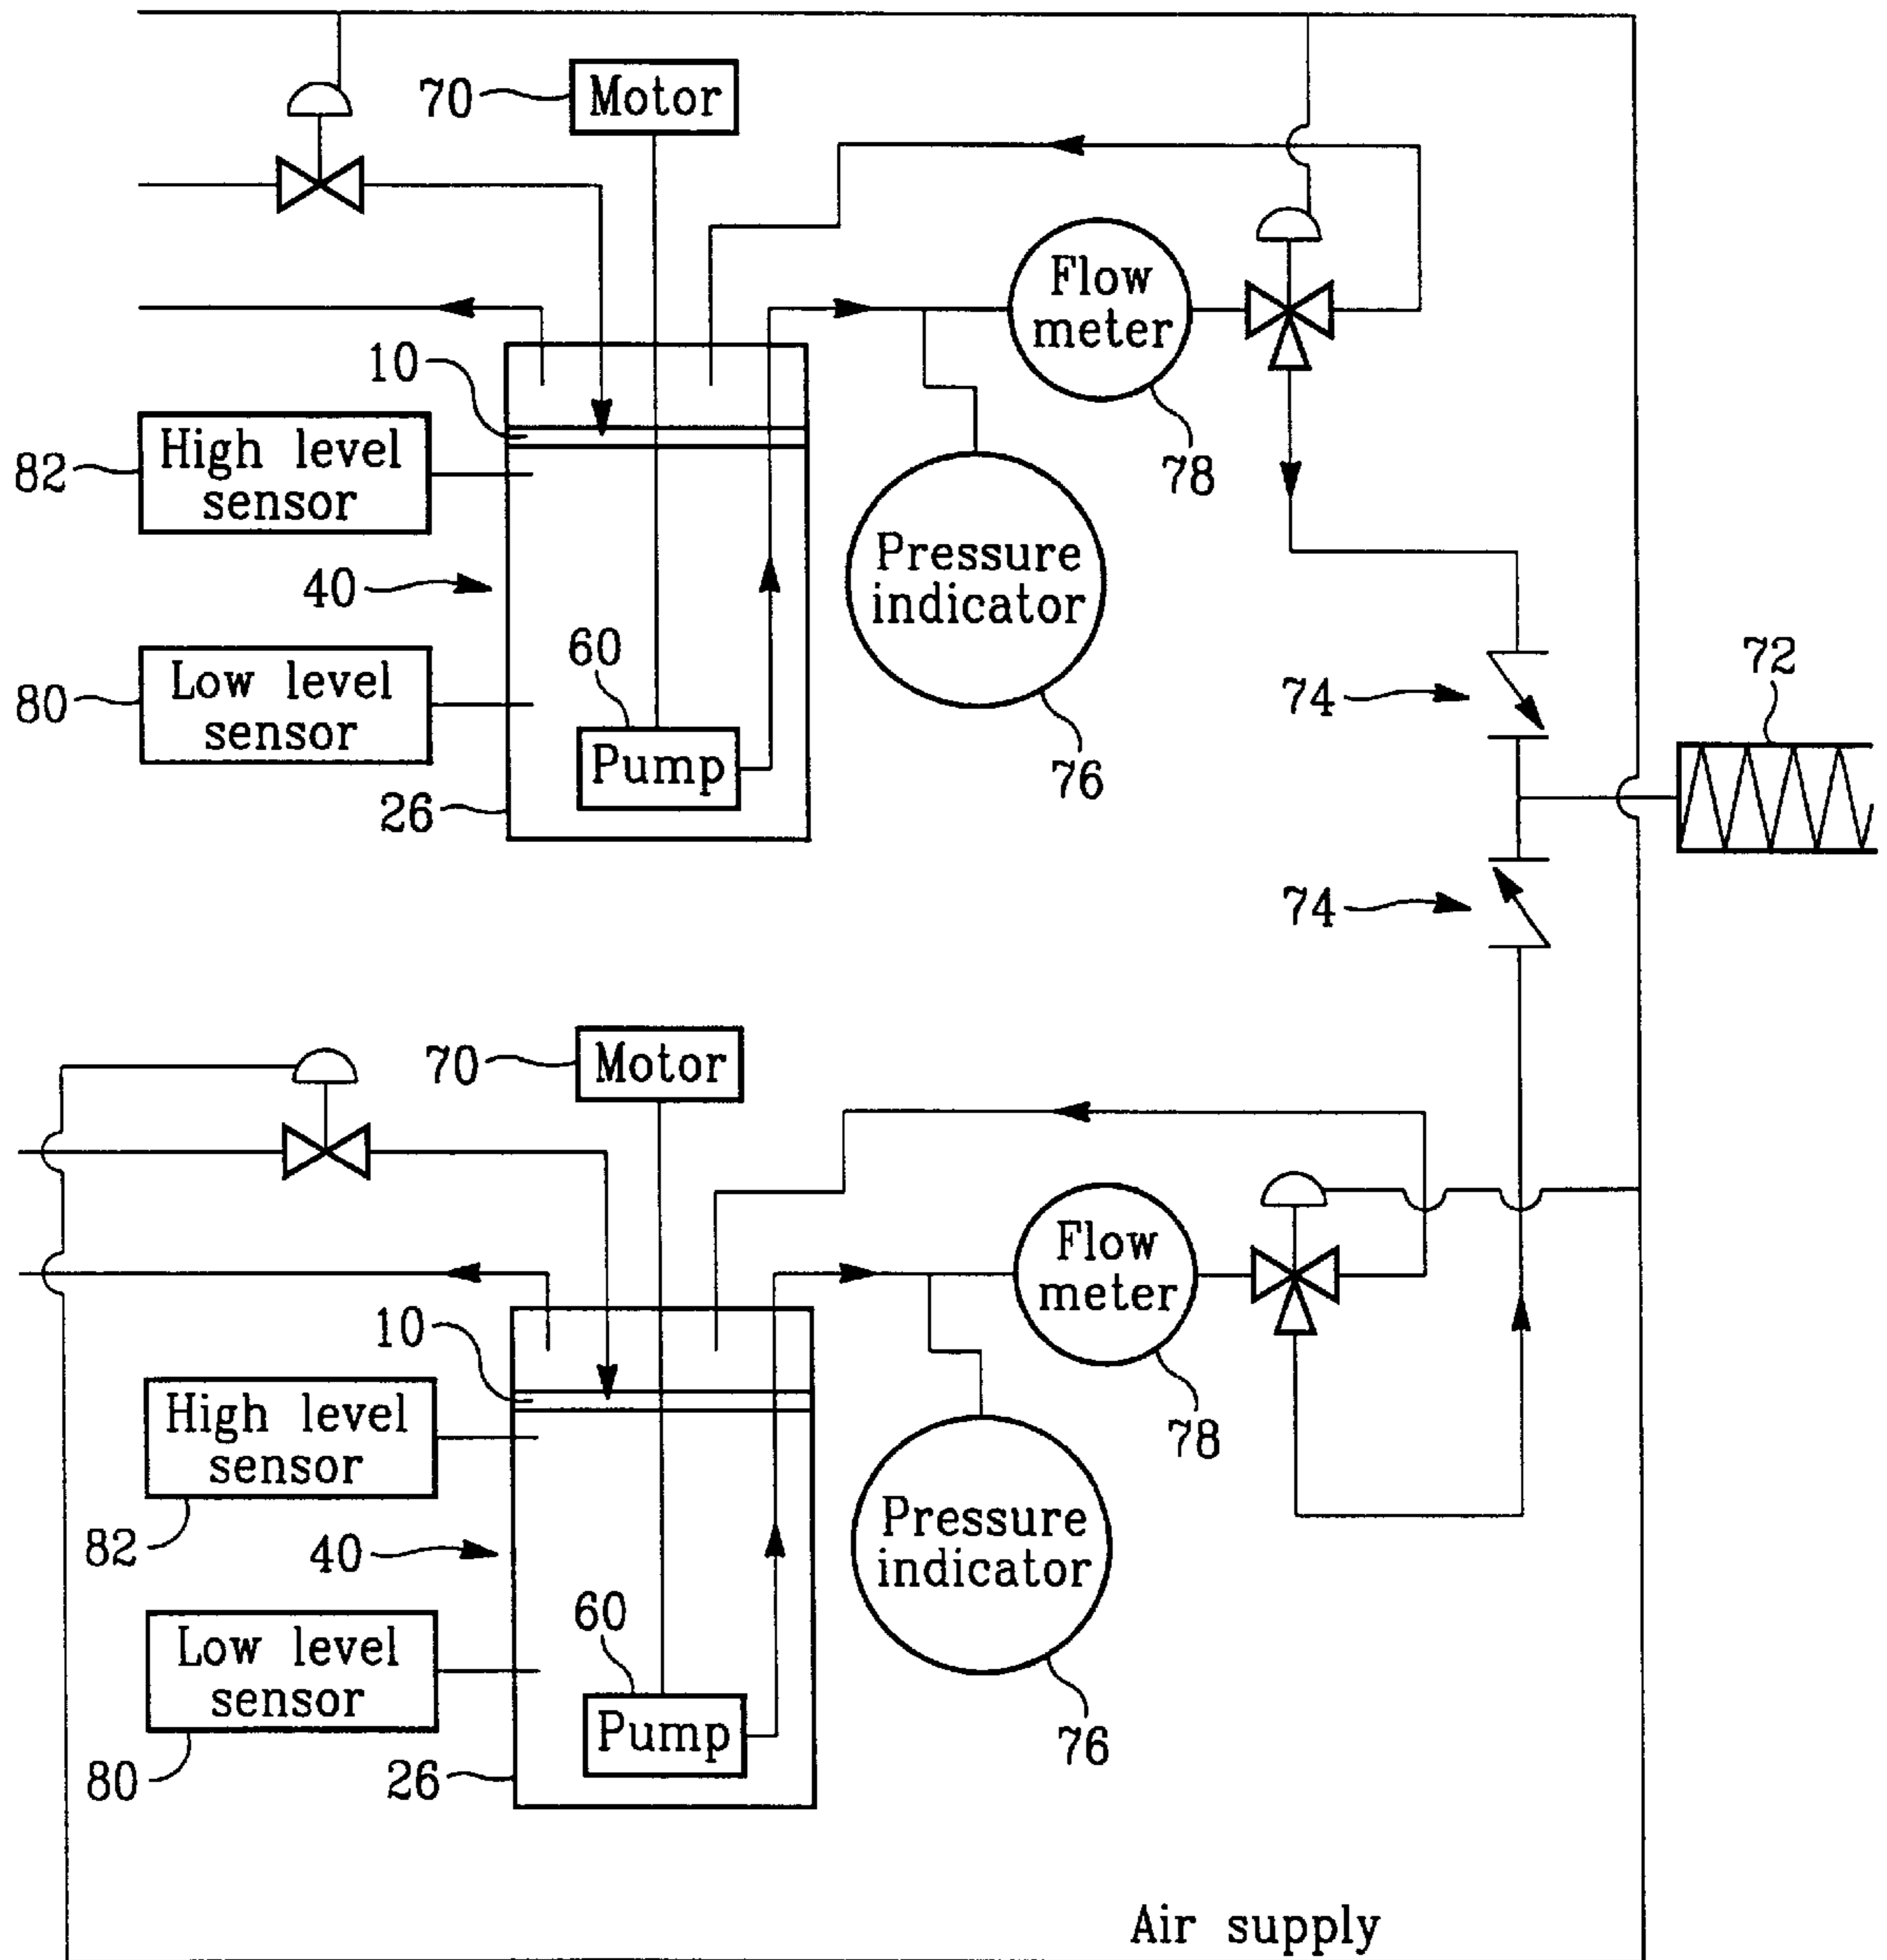 70
Motor
Flow
meter
10
High level
sensor
82
78
Pressure
indicator
40
60
72
Low level
sensor
74
80
Pump
76
26
74
70
Motor
Flow
meter
10
High level
sensor
78
Pressure
indicator
82
40
60
Low level
sensor
Pump
76
80
26
Air supply